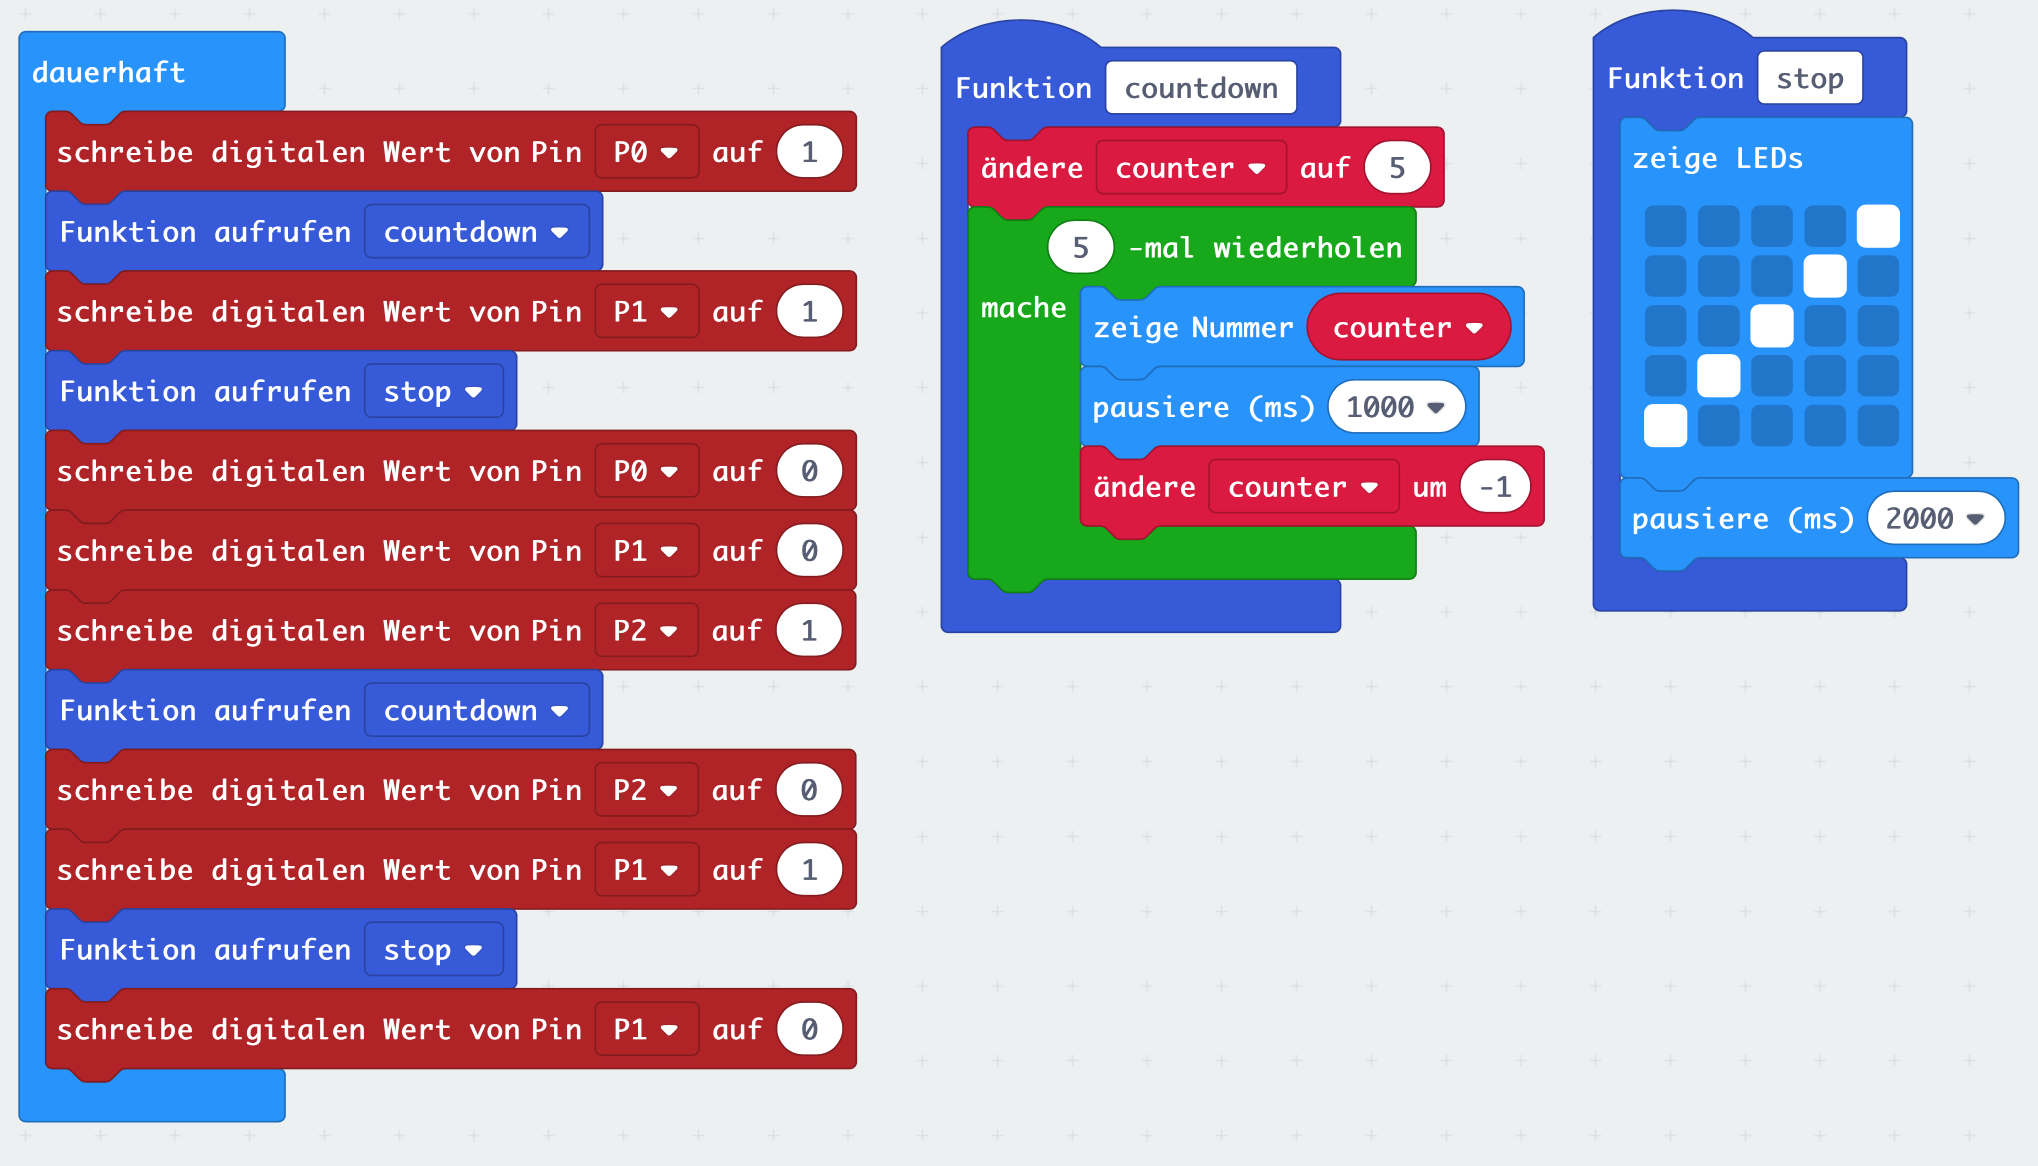 dauerhaft
schreibe digitalen Wert von Pin P0 auf 1
Funktion aufrufen countdown
schreibe digitalen Wert von Pin P1 auf 1
Funktion aufrufen stop
schreibe digitalen Wert von Pin P0 auf 0
schreibe digitalen Wert von Pin P1 auf 0
schreibe digitalen Wert von Pin P2 auf 1
Funktion aufrufen countdown
schreibe digitalen Wert von Pin P2 auf 0
schreibe digitalen Wert von Pin P1 auf 1
Funktion aufrufen stop
schreibe digitalen Wert von Pin P1 auf 0
Funktion countdown
ändere counter auf 5
5 -mal wiederholen
mache
zeige Nummer counter
pausiere (ms) 1000
ändere counter um -1
Funktion stop
zeige LEDs
pausiere (ms) 2000